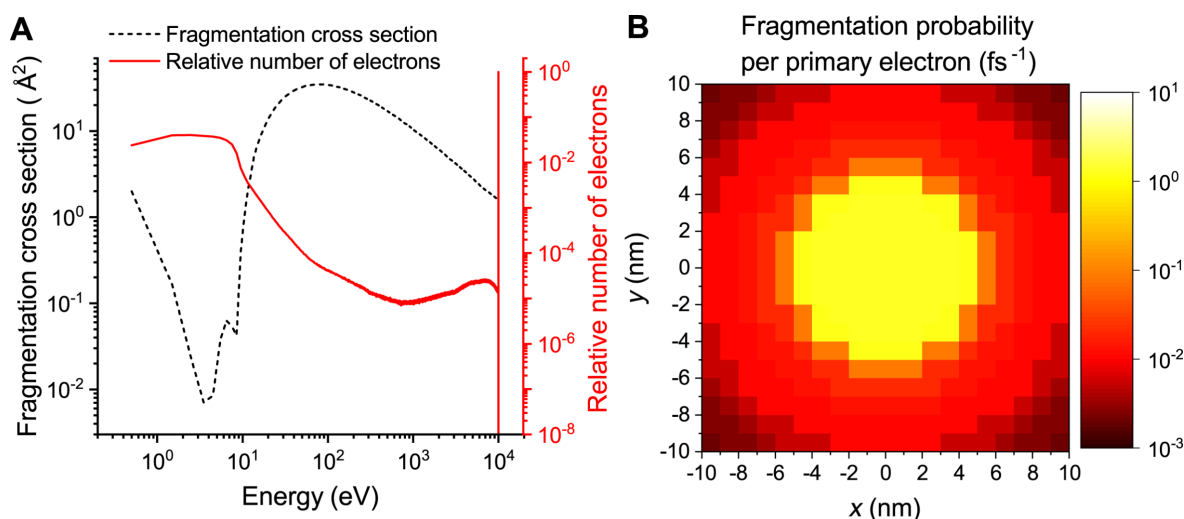 A
Fragmentation cross section
Relative number of electrons
Fragmentation cross section ( Å²)
10¹
10⁰
10⁻¹
10⁻²
10⁰
10¹
10²
10³
10⁴
Energy (eV)
10⁰
10⁻²
10⁻⁴
10⁻⁶
10⁻⁸
Relative number of electrons
B
Fragmentation probability
per primary electron (fs⁻¹)
10
8
6
4
2
0
-2
-4
-6
-8
-10
y (nm)
-10 -8 -6 -4 -2 0 2 4 6 8 10
x (nm)
10¹
10⁰
10⁻¹
10⁻²
10⁻³